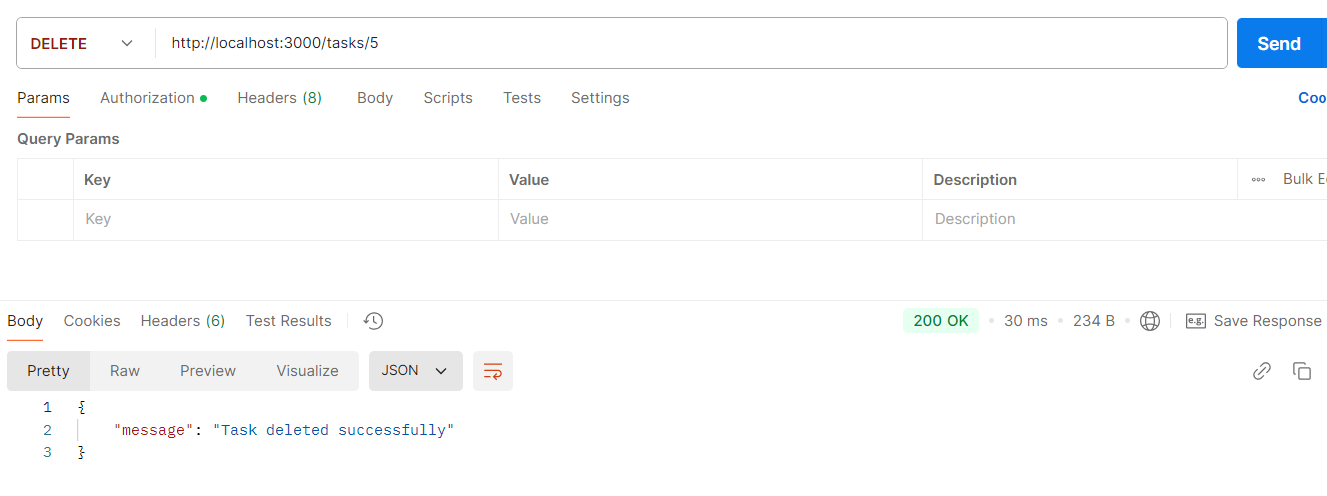 DELETE http://localhost:3000/tasks/5 Send
Params Authorization Headers (8) Body Scripts Tests Settings Coo
Query Params
Key Value Description Bulk E
Key Value Description
Body Cookies Headers (6) Test Results 200 OK 30 ms 234 B e.g. Save Response
Pretty Raw Preview Visualize JSON
1 {
2 "message": "Task deleted successfully"
3 }